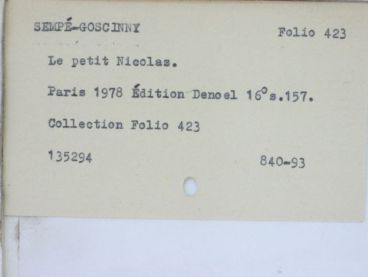 SEMPÉ-GOSCINNY Folio 423
Le petit Nicolas.
Paris 1978 Édition Denoel 16° s.157.
Collection Folio 423
135294 840-93